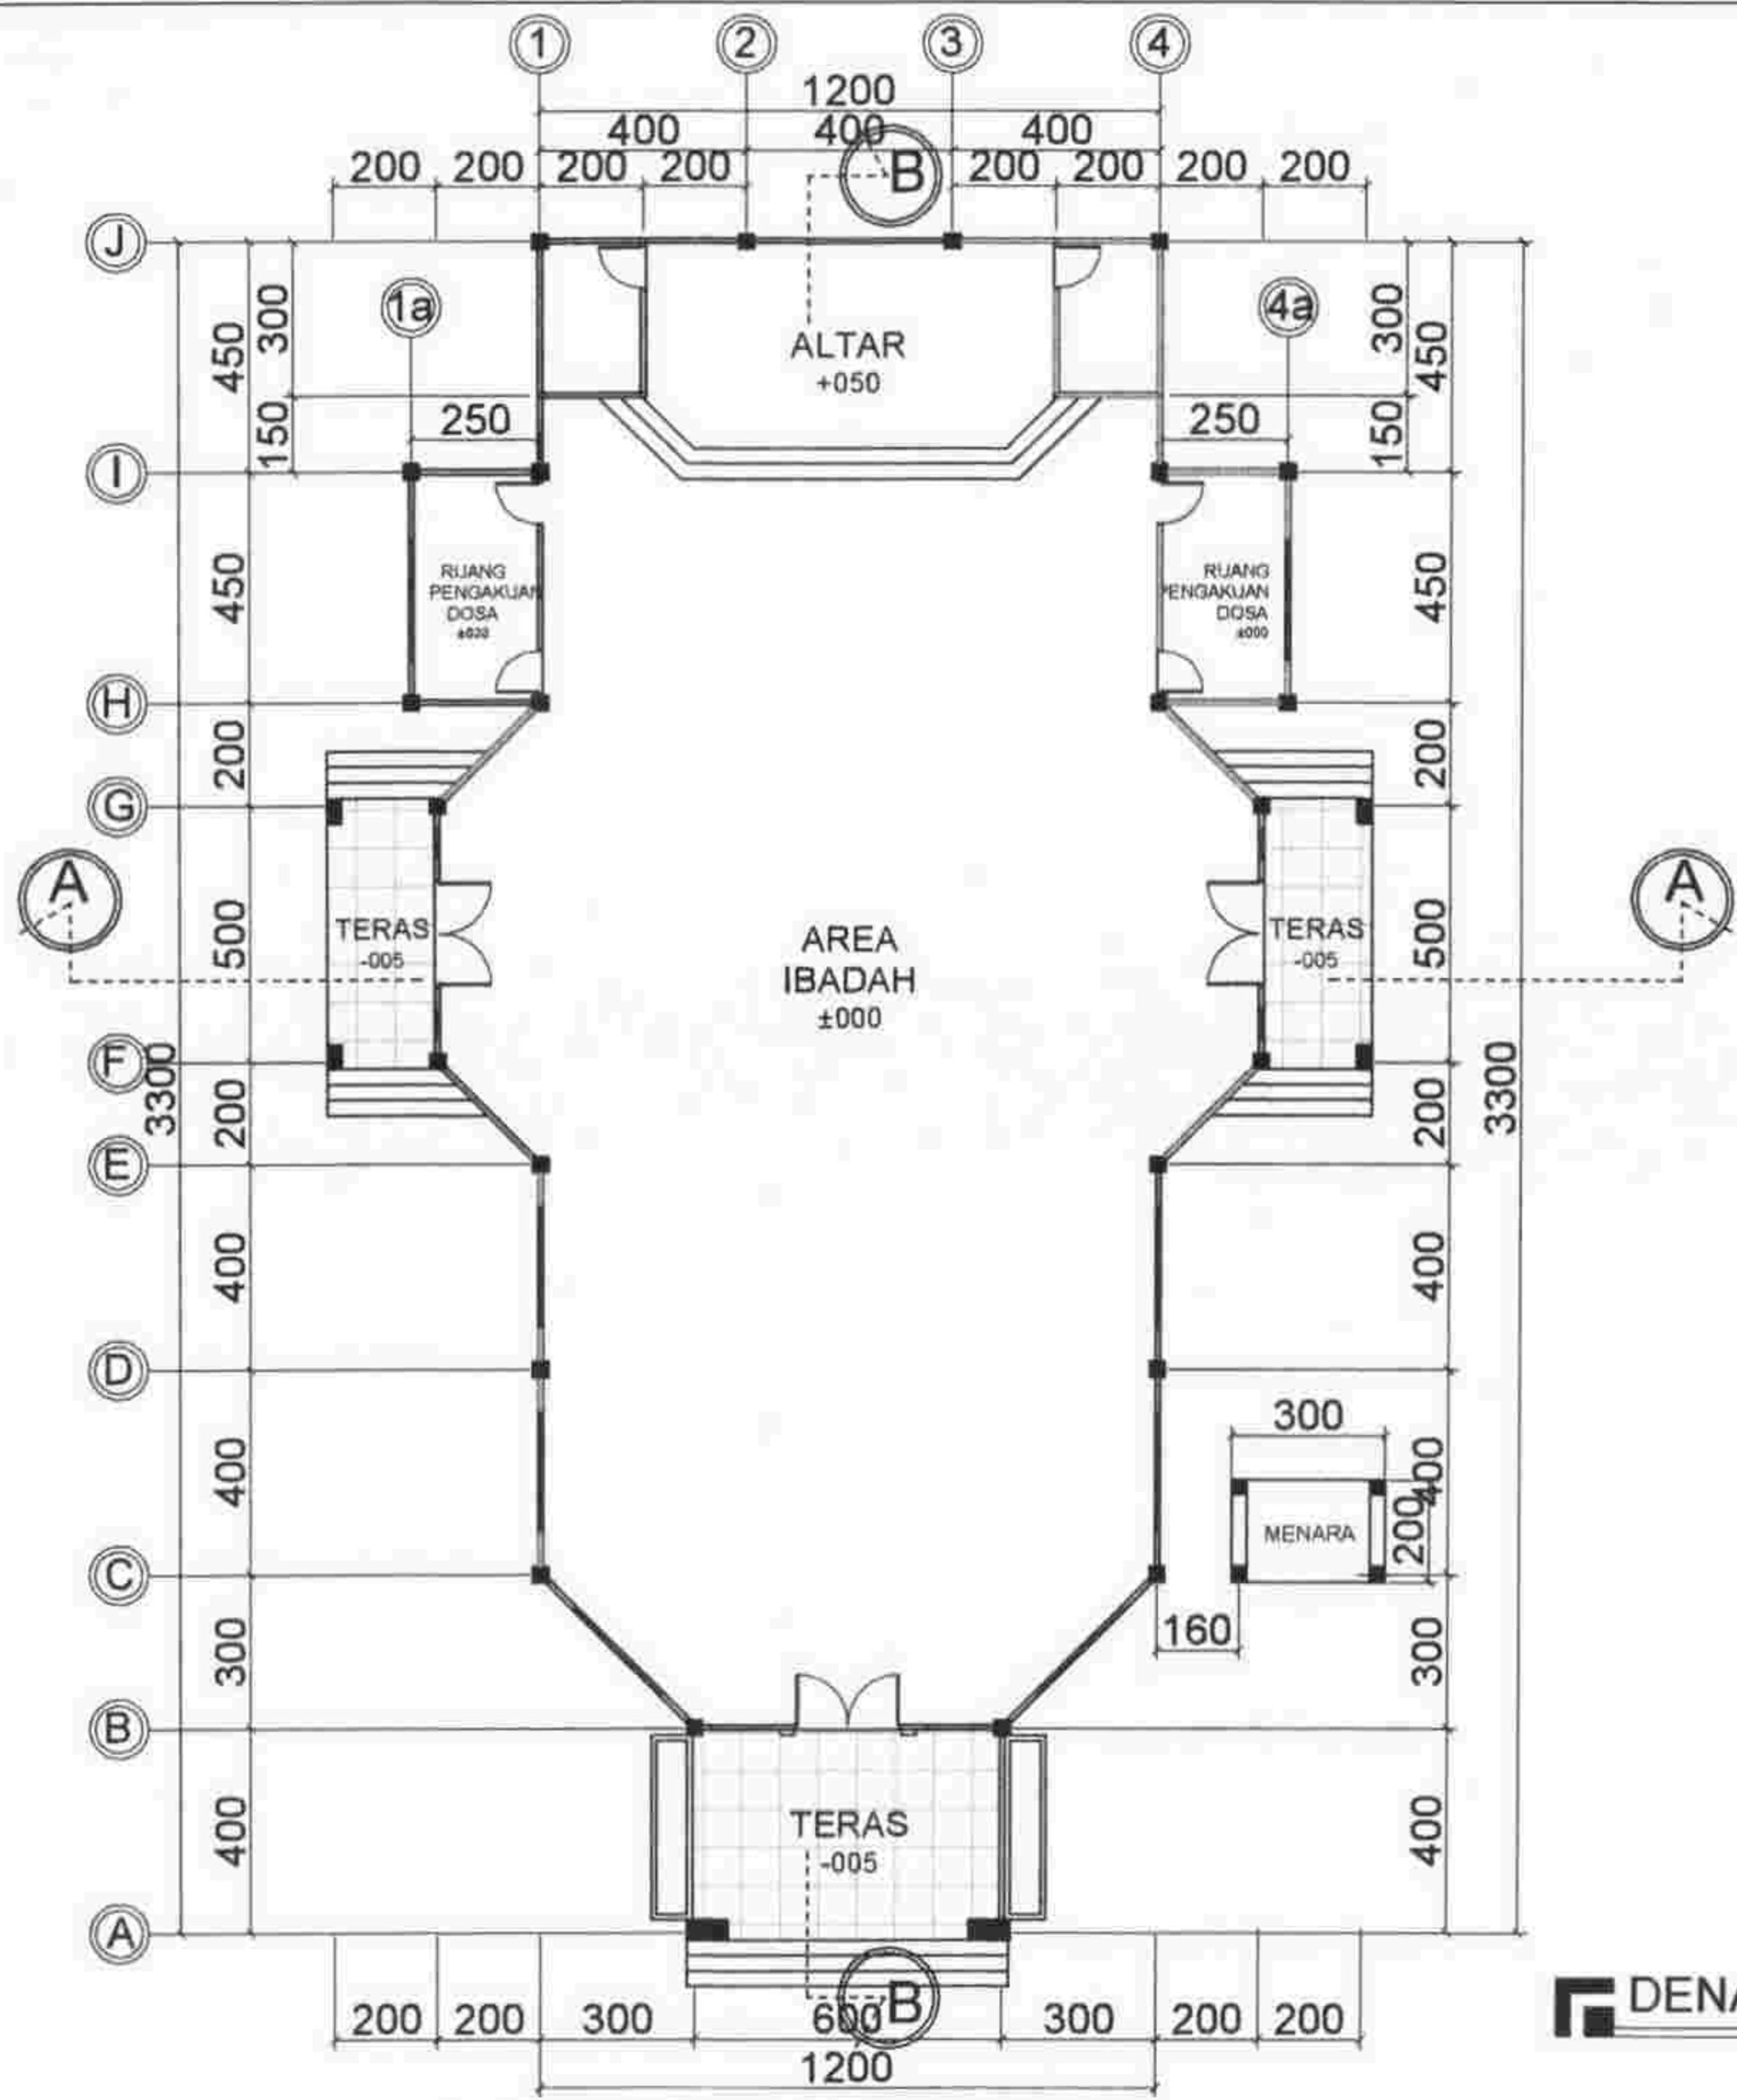 1 2 3 4
1200
400 400 400
200 200 200 200 B 200 200 200 200
J
1a 4a
450 300 ALTAR 300 450
+050
150 250 250 150
I
450 RUANG PENGAKUAN DOSA RUANG PENGAKUAN DOSA ±000 450
H
200 200
G
A A
500 TERAS -005 AREA IBADAH ±000 TERAS -005 500
F
3300 3300
200 200
E
400 400
D
300
400 400
MENARA 200
C
300 160 300
B
400 TERAS 400
-005
A
200 200 300 600 B 300 200 200
1200